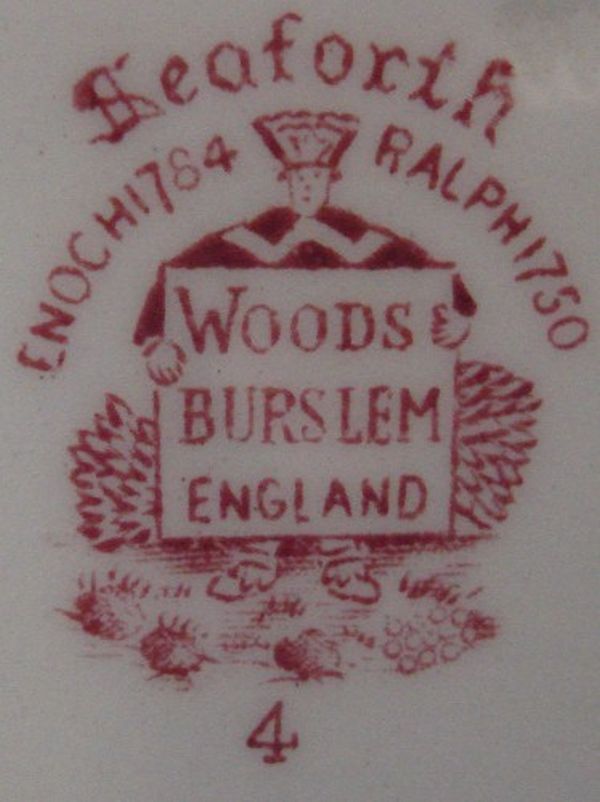 Seaforth
ENOCH 1784 RALPH 1750
WOODS
BURSLEM
ENGLAND
4